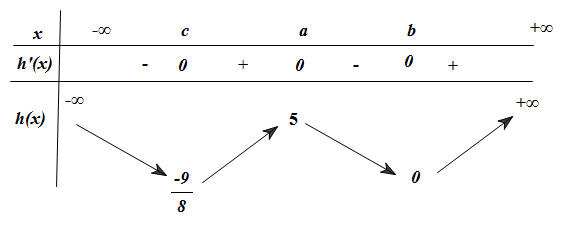 x -∞ c a b +∞
h'(x) - 0 + 0 - 0 +
-∞ +∞
h(x) 5
-9 0
8